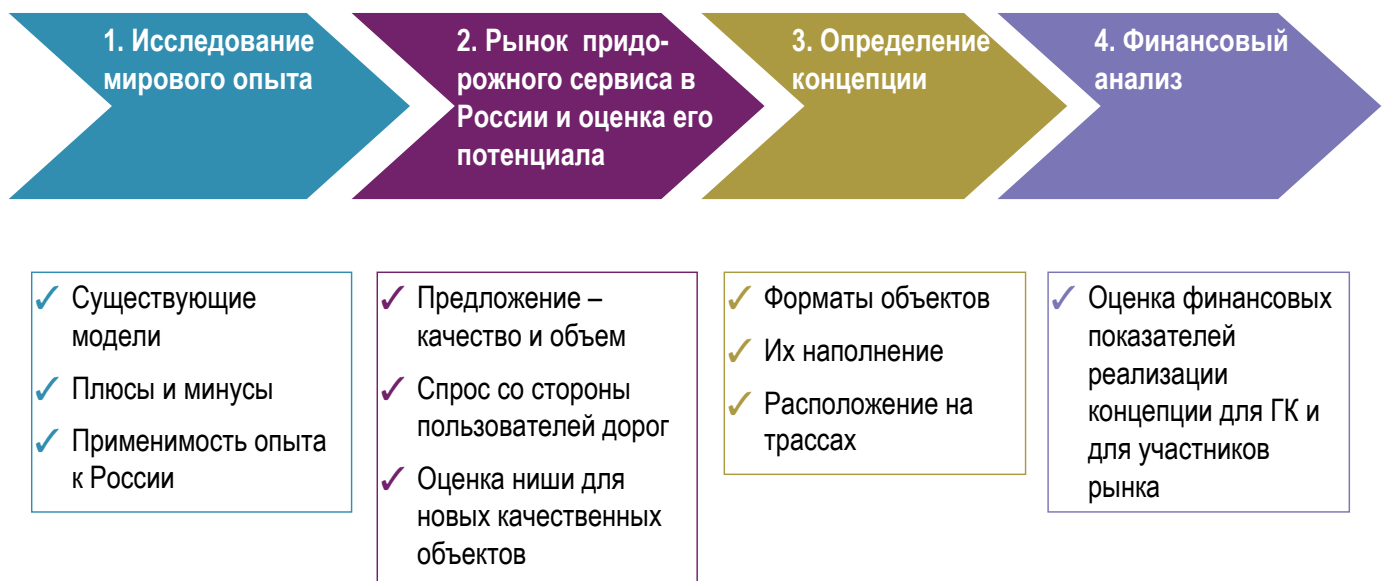 1. Исследование
мирового опыта
2. Рынок придо-
рожного сервиса в
России и оценка его
потенциала
3. Определение
концепции
4. Финансовый
анализ
✓ Существующие
модели
✓ Плюсы и минусы
✓ Применимость опыта
к России
✓ Предложение –
качество и объем
✓ Спрос со стороны
пользователей дорог
✓ Оценка ниши для
новых качественных
объектов
✓ Форматы объектов
✓ Их наполнение
✓ Расположение на
трассах
✓ Оценка финансовых
показателей
реализации
концепции для ГК и
для участников
рынка